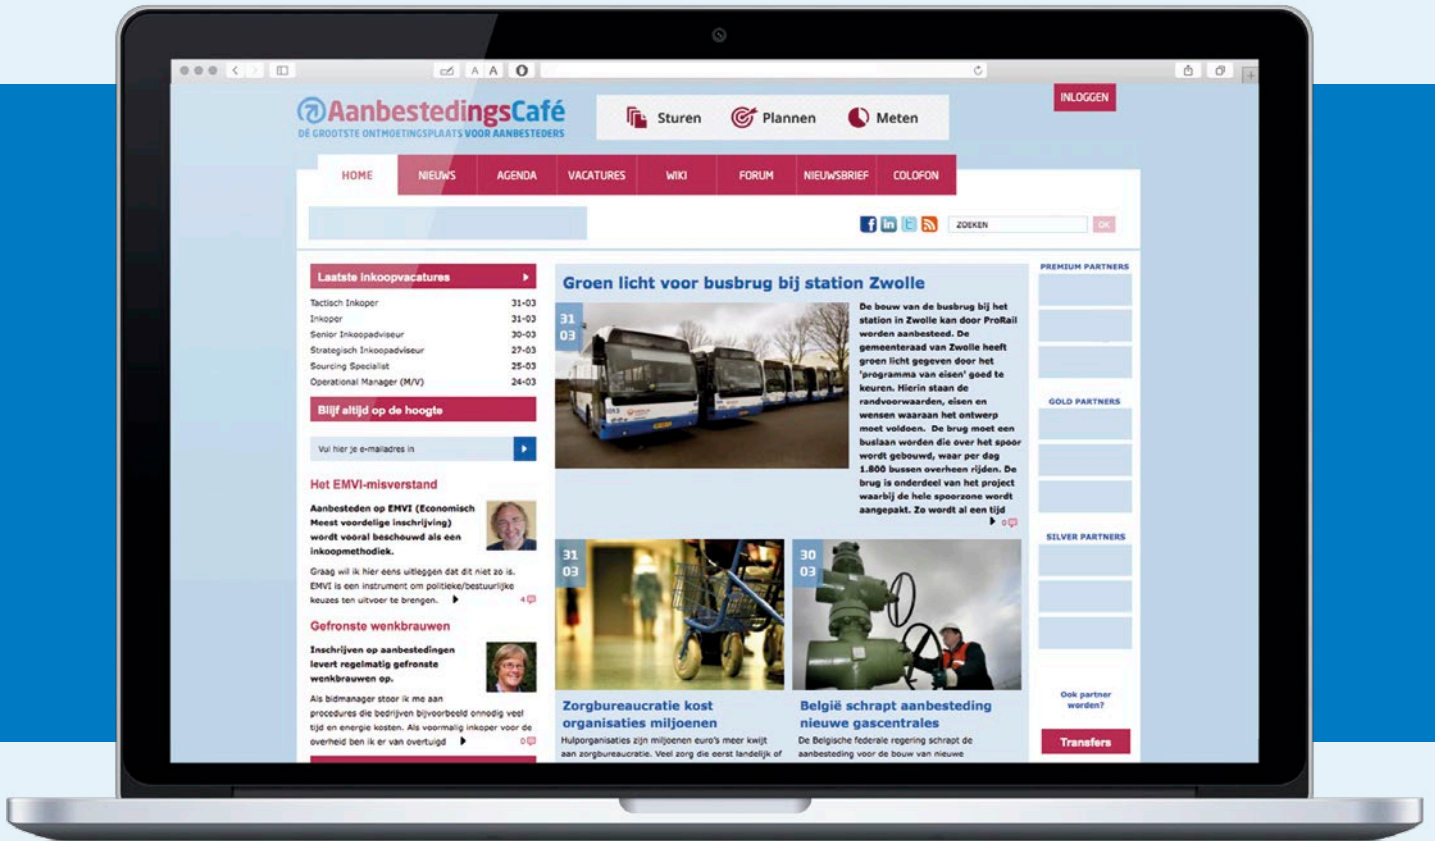 INLOGGEN
AanbestedingsCafé
DÉ GROOTSTE ONTMOETINGSPLAATS VOOR AANBESTEDERS
Sturen Plannen Meten
HOME NIEUWS AGENDA VACATURES WIKI FORUM NIEUWSBRIEF COLOFON
ZOEKEN OK
Laatste inkoopvacatures
Tactisch Inkoper 31-03
Inkoper 31-03
Senior Inkoopadviseur 30-03
Strategisch Inkoopadviseur 27-03
Sourcing Specialist 25-03
Operational Manager (M/V) 24-03
Blijf altijd op de hoogte
Vul hier je e-mailadres in
Het EMVI-misverstand
Aanbesteden op EMVI (Economisch
Meest voordelige inschrijving)
wordt vooral beschouwd als een
inkoopmethodiek.
Graag wil ik hier eens uitleggen dat dit niet zo is.
EMVI is een instrument om politieke/bestuurlijke
keuzes ten uitvoer te brengen. 4
Gefronste wenkbrauwen
Inschrijven op aanbestedingen
levert regelmatig gefronste
wenkbrauwen op.
Als bidmanager stoor ik me aan
procedures die bedrijven bijvoorbeeld onnodig veel
tijd en energie kosten. Als voormalig inkoper voor de
overheid ben ik er van overtuigd 0
Groen licht voor busbrug bij station Zwolle
31
03
De bouw van de busbrug bij het
station in Zwolle kan door ProRail
worden aanbesteed. De
gemeenteraad van Zwolle heeft
groen licht gegeven door het
'programma van eisen' goed te
keuren. Hierin staan de
randvoorwaarden, eisen en
wensen waaraan het ontwerp
moet voldoen. De brug moet een
buslaan worden die over het spoor
wordt gebouwd, waar per dag
1.800 bussen overheen rijden. De
brug is onderdeel van het project
waarbij de hele spoorzone wordt
aangepakt. Zo wordt al een tijd
0
31
03
Zorgbureaucratie kost
organisaties miljoenen
Hulporganisaties zijn miljoenen euro's meer kwijt
aan zorgbureaucratie. Veel zorg die eerst landelijk of
30
03
België schrapt aanbesteding
nieuwe gascentrales
De Belgische federale regering schrapt de
aanbesteding voor de bouw van nieuwe
PREMIUM PARTNERS
GOLD PARTNERS
SILVER PARTNERS
Ook partner
worden?
Transfers